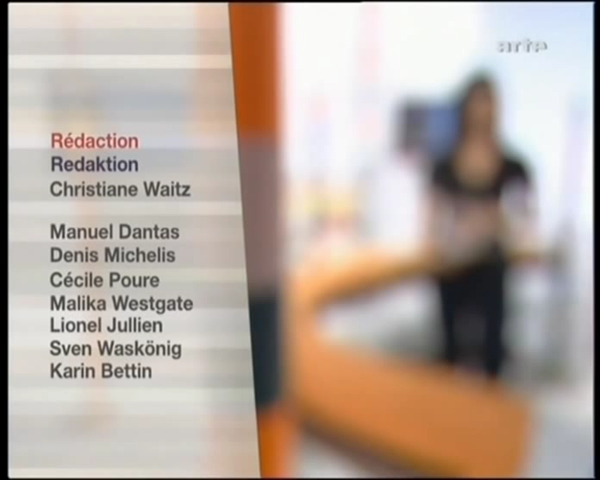 arte
Rédaction
Redaktion
Christiane Waitz
Manuel Dantas
Denis Michelis
Cécile Poure
Malika Westgate
Lionel Jullien
Sven Waskönig
Karin Bettin